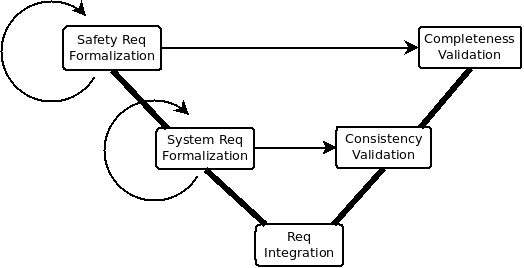 Safety Req
Formalization
Completeness
Validation
System Req
Formalization
Consistency
Validation
Req
Integration